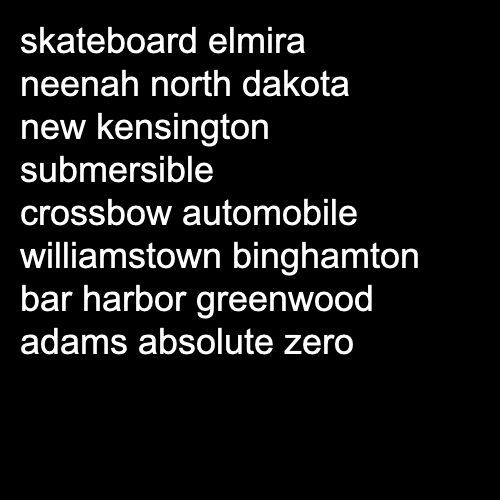 skateboard elmira
neenah north dakota
new kensington
submersible
crossbow automobile
williamstown binghamton
bar harbor greenwood
adams absolute zero